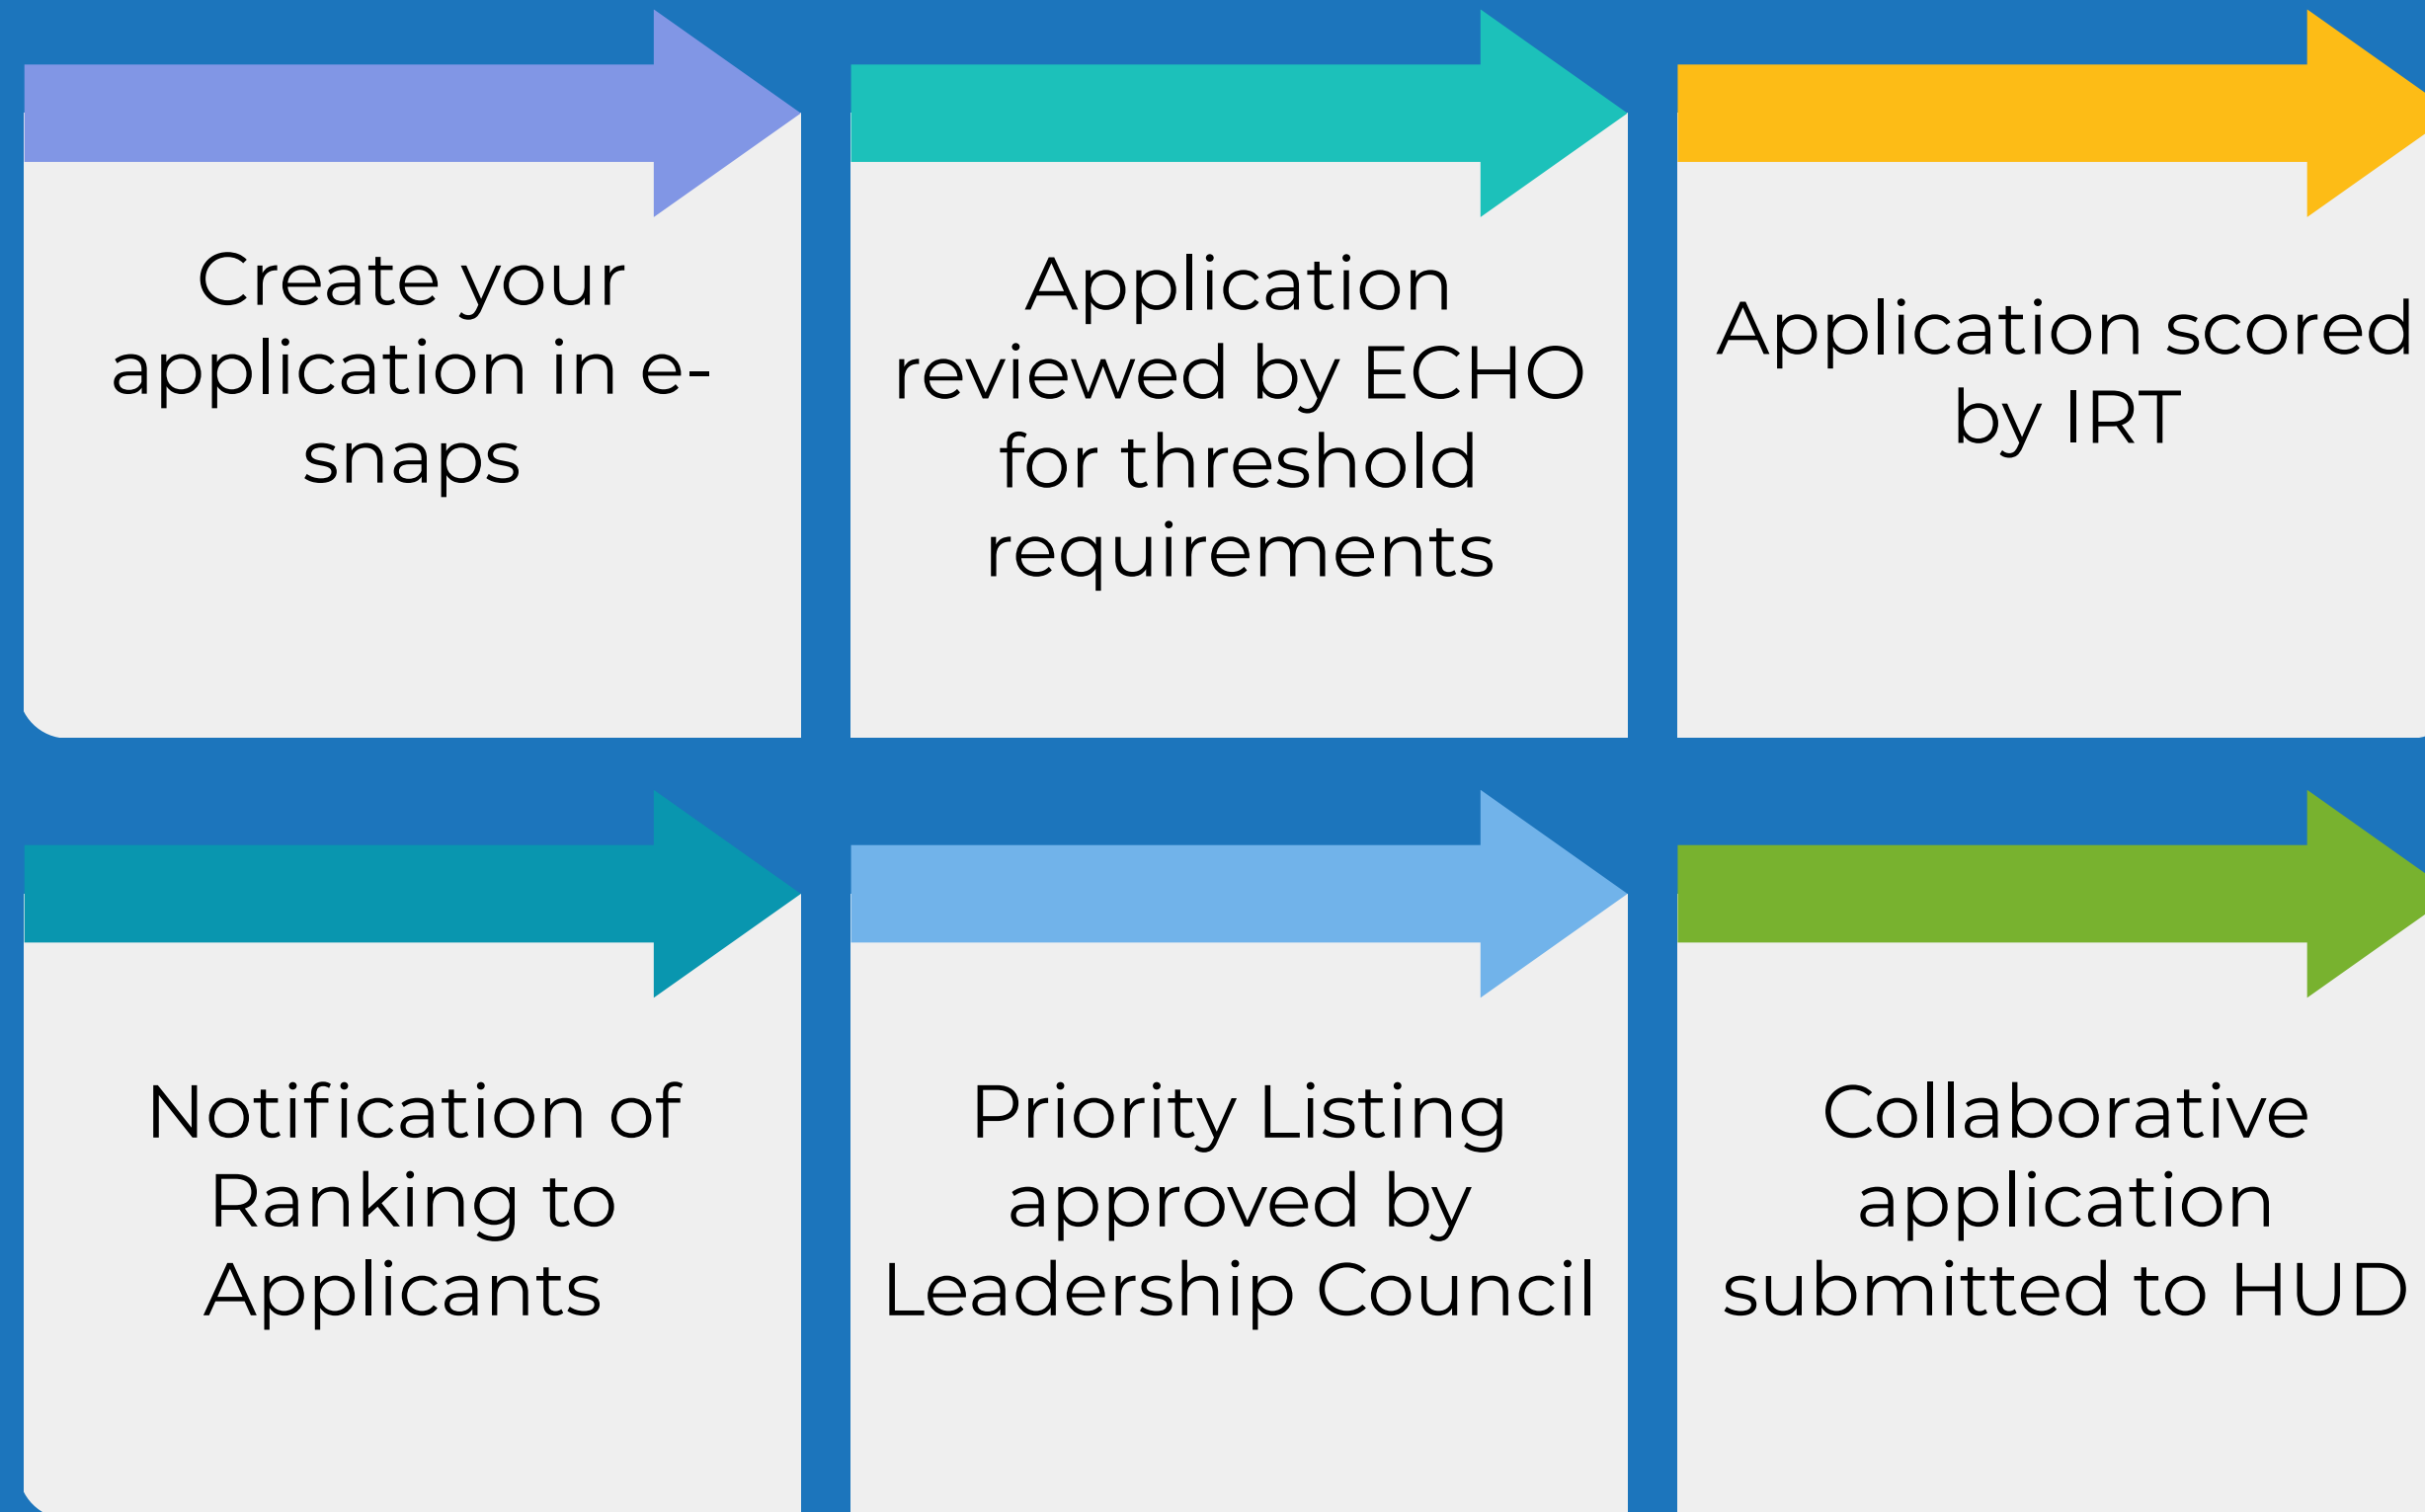 Create your
application in e-
snaps
Application
reviewed by ECHO
for threshold
requirements
Application scored
by IRT
Notification of
Ranking to
Applicants
Priority Listing
approved by
Leadership Council
Collaborative
application
submitted to HUD